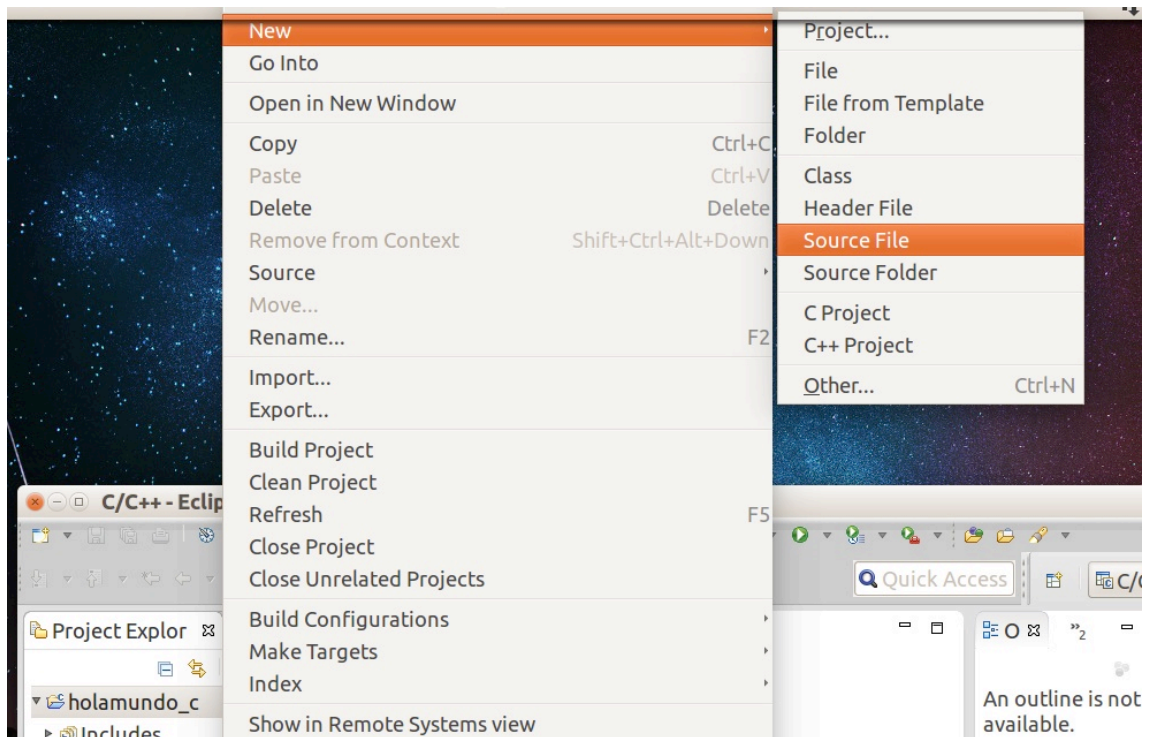 New
Go Into
Open in New Window
Copy Ctrl+C
Paste Ctrl+V
Delete Delete
Remove from Context Shift+Ctrl+Alt+Down
Source
Move...
Rename... F2
Import...
Export...
Build Project
Clean Project
Refresh F5
Close Project
Close Unrelated Projects
Build Configurations
Make Targets
Index
Show in Remote Systems view
Project...
File
File from Template
Folder
Class
Header File
Source File
Source Folder
C Project
C++ Project
Other... Ctrl+N
C/C++ - Eclip
Quick Access
C/
Project Explor
O
»2
holamundo_c
Includes
An outline is not
available.